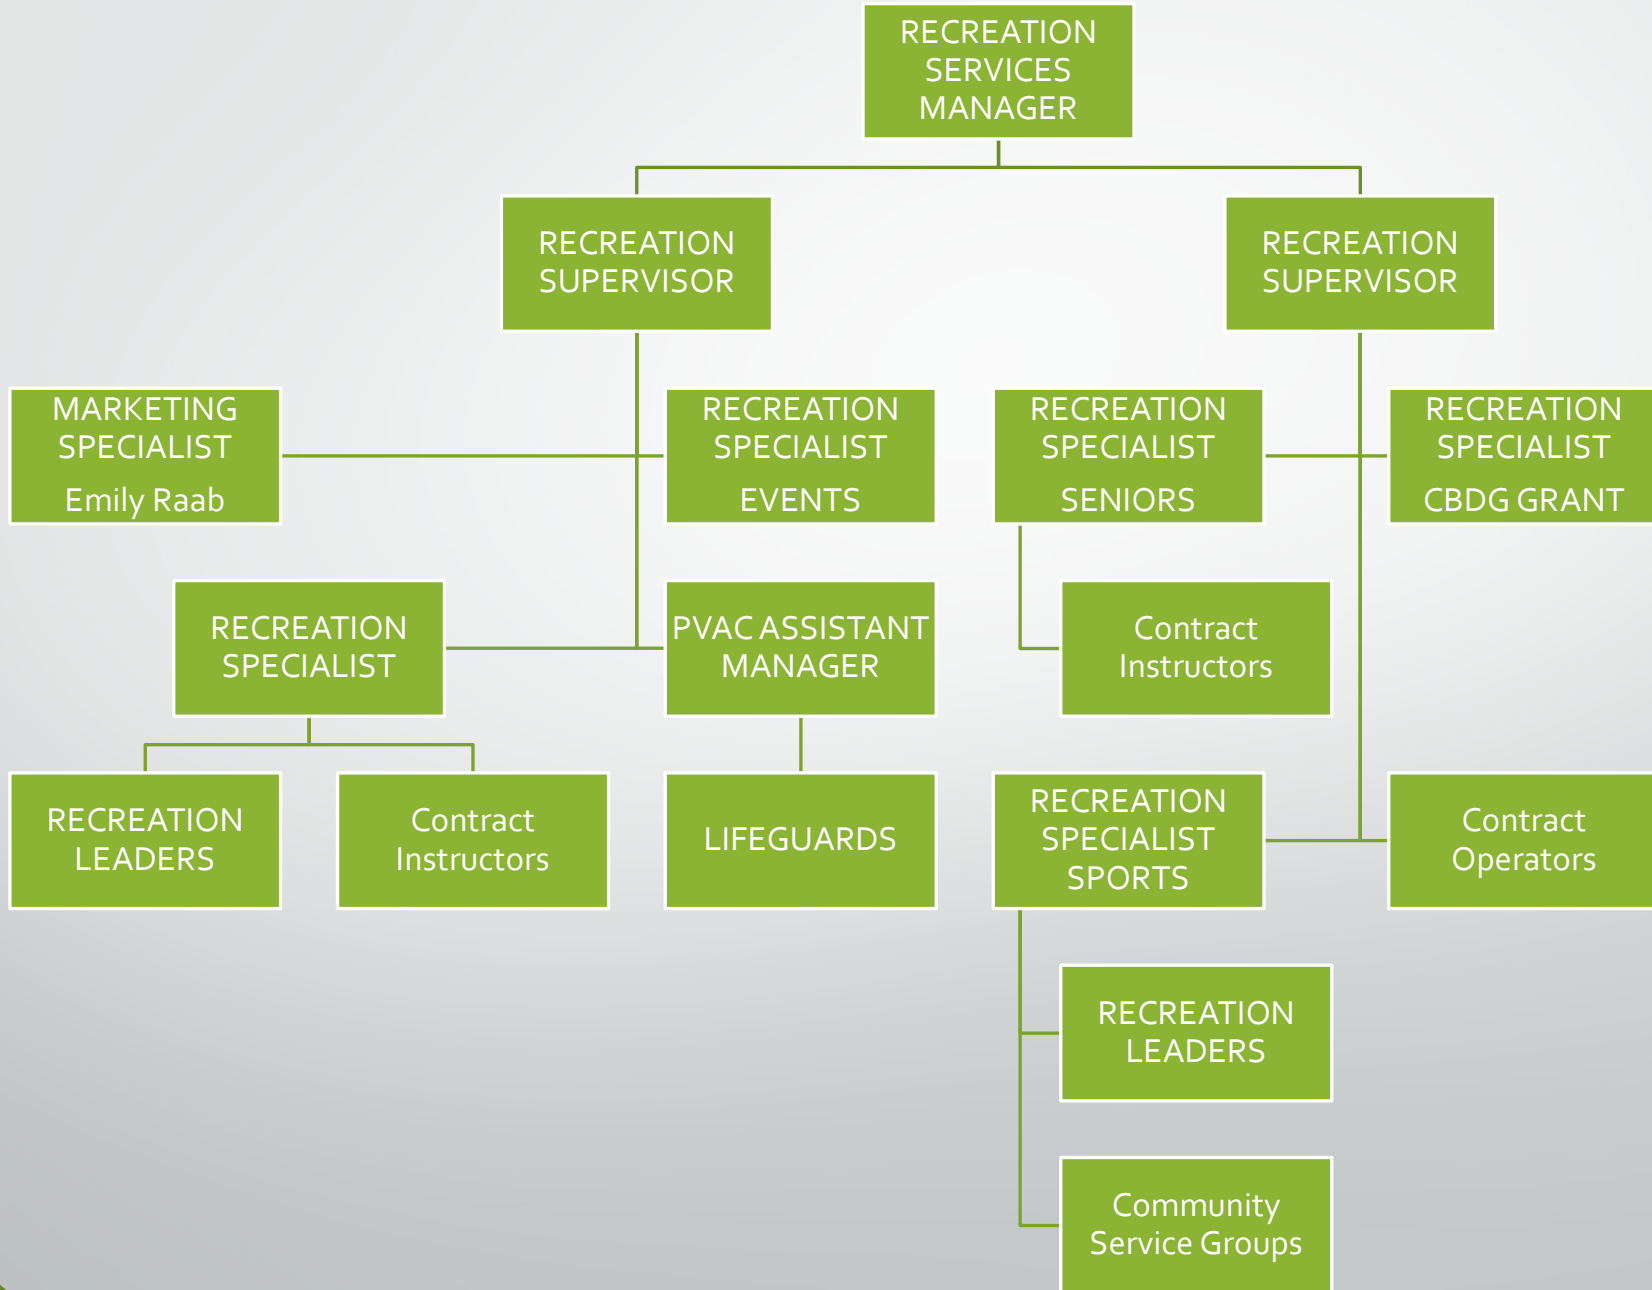 RECREATION
SERVICES
MANAGER
RECREATION
SUPERVISOR
RECREATION
SUPERVISOR
MARKETING
SPECIALIST
Emily Raab
RECREATION
SPECIALIST
EVENTS
RECREATION
SPECIALIST
SENIORS
RECREATION
SPECIALIST
CBDG GRANT
RECREATION
SPECIALIST
PVAC ASSISTANT
MANAGER
Contract
Instructors
RECREATION
LEADERS
Contract
Instructors
LIFEGUARDS
RECREATION
SPECIALIST
SPORTS
Contract
Operators
RECREATION
LEADERS
Community
Service Groups